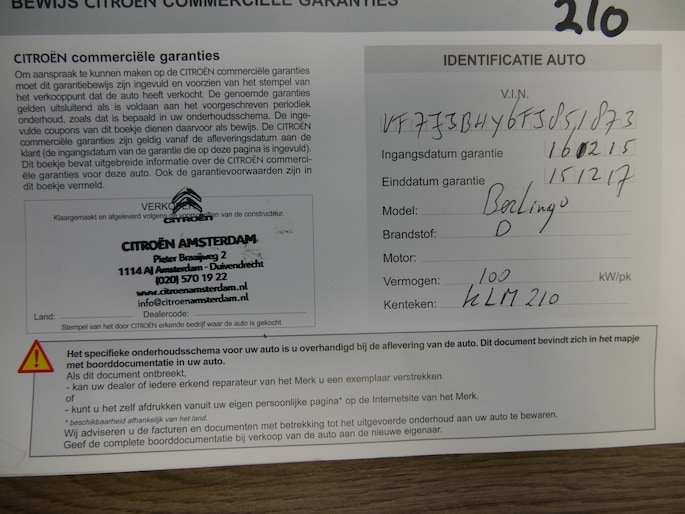 BEWIJS CITROËN COMMERCIËLE GARANTIES
210
CITROËN commerciële garanties
Om aanspraak te kunnen maken op de CITROËN commerciële garanties
moet dit garantiebewijs zijn ingevuld en voorzien van het stempel van
het verkooppunt dat de auto heeft verkocht. De genoemde garanties
gelden uitsluitend als is voldaan aan het voorgeschreven periodiek
onderhoud, zoals dat is bepaald in uw onderhoudsschema. De inge-
vulde coupons van dit boekje dienen daarvoor als bewijs. De CITROËN
commerciële garanties zijn geldig vanaf de afleveringsdatum aan de
klant (de ingangsdatum van de garantie die op deze pagina is ingevuld).
Dit boekje bevat uitgebreide informatie over de CITROËN commerci-
ële garanties voor deze auto. Ook de garantievoorwaarden zijn in
dit boekje vermeld.
VERKOPER
Klaargemaakt en afgeleverd volgens de voorschriften van de constructeur.
CITROËN
CITROËN AMSTERDAM
Pieter Braaijweg 2
1114 AJ Amsterdam - Duivendrecht
(020) 570 19 22
www.citroenamsterdam.nl
info@citroenamsterdam.nl
Land: Dealercode:
Stempel van het door CITROËN erkende bedrijf waar de auto is gekocht
IDENTIFICATIE AUTO
V.I.N.
VF77J3BHY6FJ851873
Ingangsdatum garantie 16 02 15
Einddatum garantie 15 12 17
Model: Berlingo
Brandstof: D
Motor:
Vermogen: 100 kW/pk
Kenteken: KLM 210
Het specifieke onderhoudsschema voor uw auto is u overhandigd bij de aflevering van de auto. Dit document bevindt zich in het mapje
met boorddocumentatie in uw auto.
Als dit document ontbreekt,
- kan uw dealer of iedere erkend reparateur van het Merk u een exemplaar verstrekken
of
- kunt u het zelf afdrukken vanuit uw eigen persoonlijke pagina* op de Internetsite van het Merk.
* beschikbaarheid afhankelijk van het land.
Wij adviseren u de facturen en documenten met betrekking tot het uitgevoerde onderhoud aan uw auto te bewaren.
Geef de complete boorddocumentatie bij verkoop van de auto aan de nieuwe eigenaar.